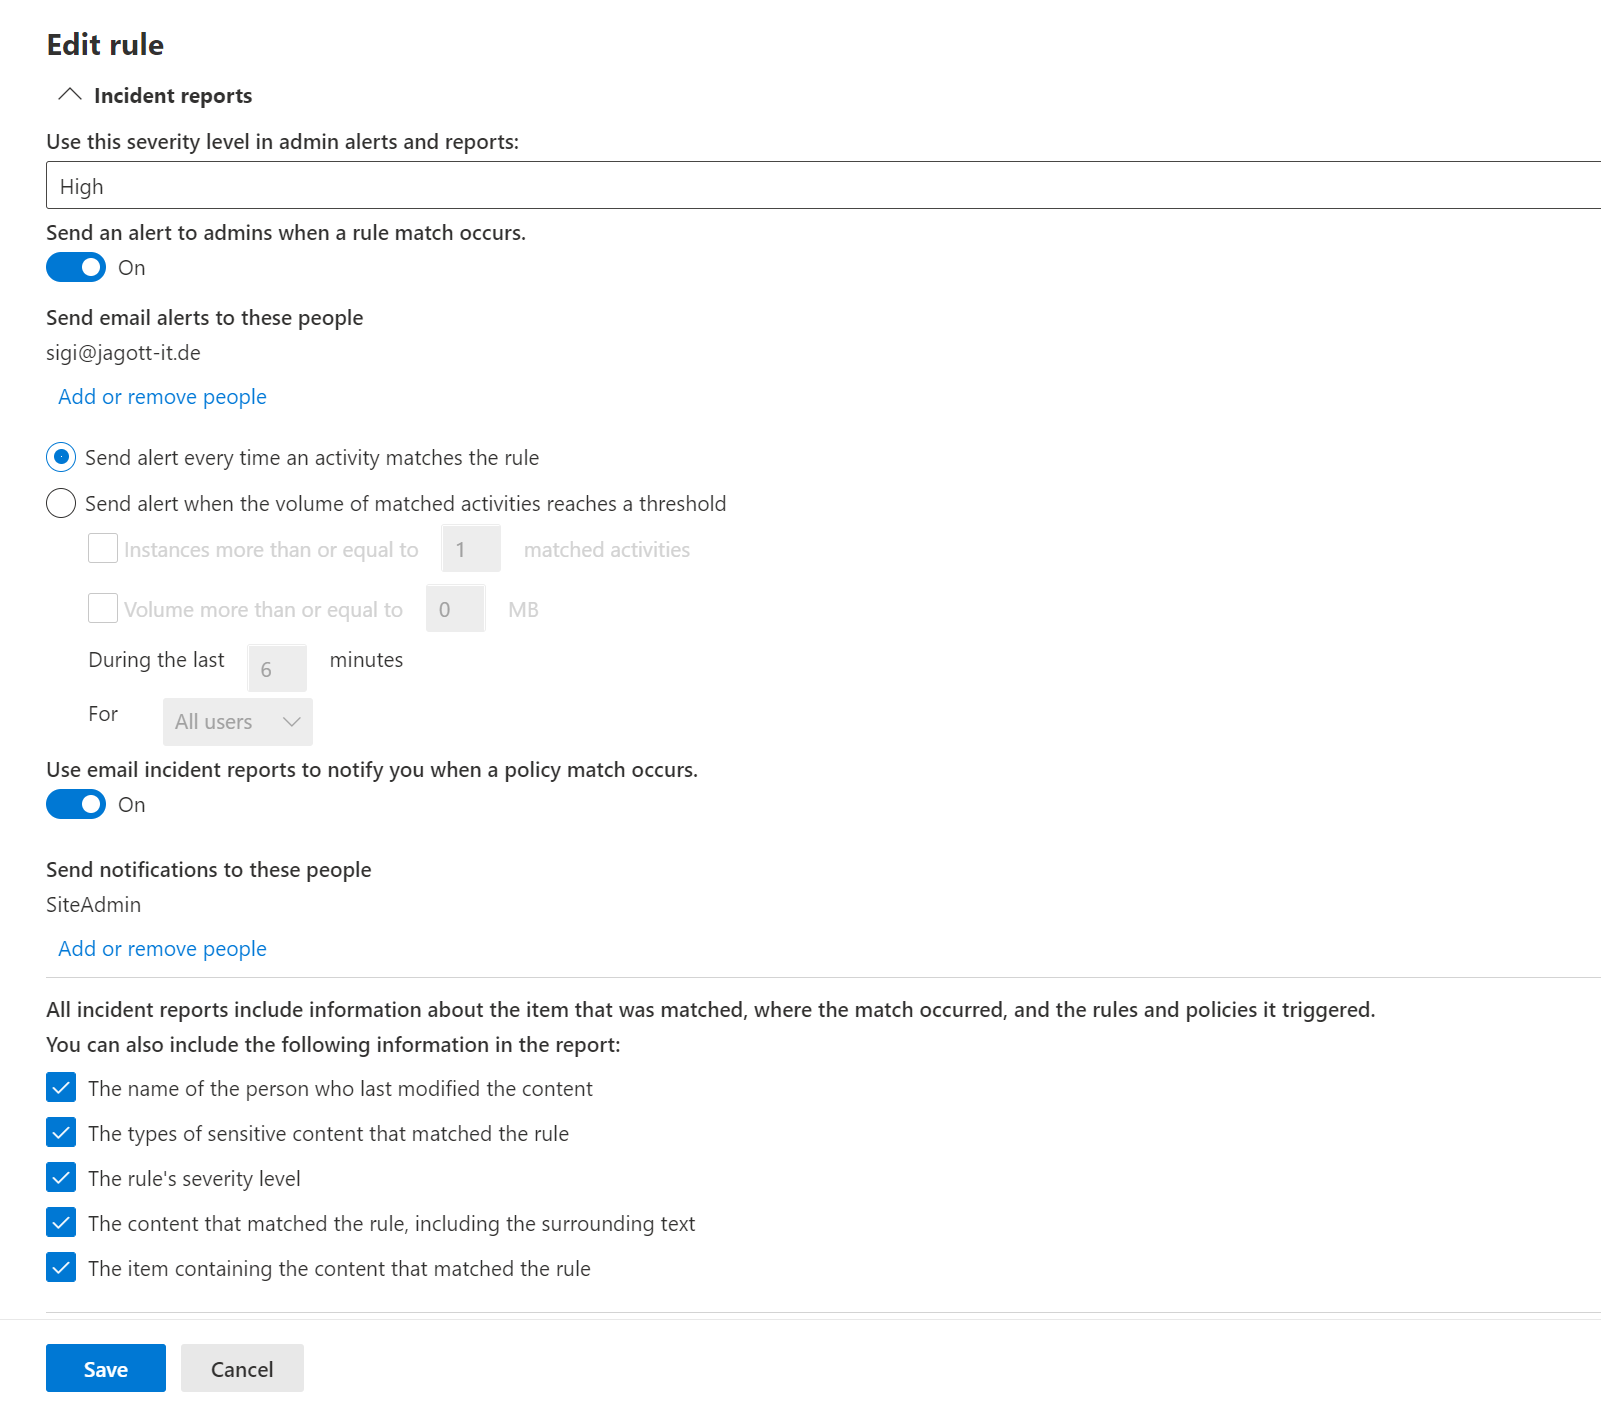 Edit rule
Incident reports
Use this severity level in admin alerts and reports:
High
Send an alert to admins when a rule match occurs.
On
Send email alerts to these people
sigi@jagott-it.de
Add or remove people
Send alert every time an activity matches the rule
Send alert when the volume of matched activities reaches a threshold
Instances more than or equal to 1 matched activities
Volume more than or equal to 0 MB
During the last 6 minutes
For All users
Use email incident reports to notify you when a policy match occurs.
On
Send notifications to these people
SiteAdmin
Add or remove people
All incident reports include information about the item that was matched, where the match occurred, and the rules and policies it triggered.
You can also include the following information in the report:
The name of the person who last modified the content
The types of sensitive content that matched the rule
The rule's severity level
The content that matched the rule, including the surrounding text
The item containing the content that matched the rule
Save Cancel